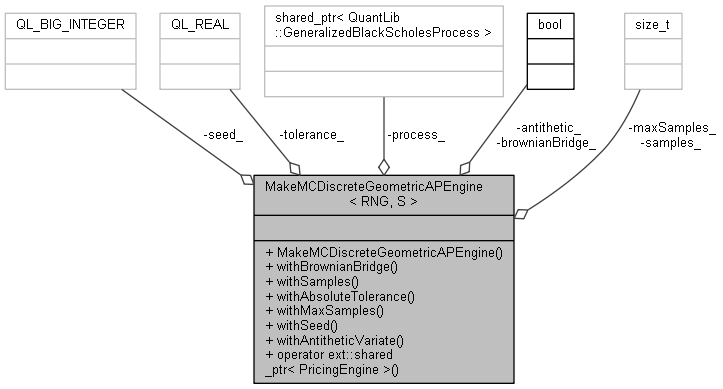 QL_BIG_INTEGER
QL_REAL
shared_ptr< QuantLib
::GeneralizedBlackScholesProcess >
bool
size_t
-seed_
-tolerance_
-process_
-antithetic_
-brownianBridge_
-maxSamples_
-samples_
MakeMCDiscreteGeometricAPEngine
< RNG, S >
+ MakeMCDiscreteGeometricAPEngine()
+ withBrownianBridge()
+ withSamples()
+ withAbsoluteTolerance()
+ withMaxSamples()
+ withSeed()
+ withAntitheticVariate()
+ operator ext::shared
_ptr< PricingEngine >()